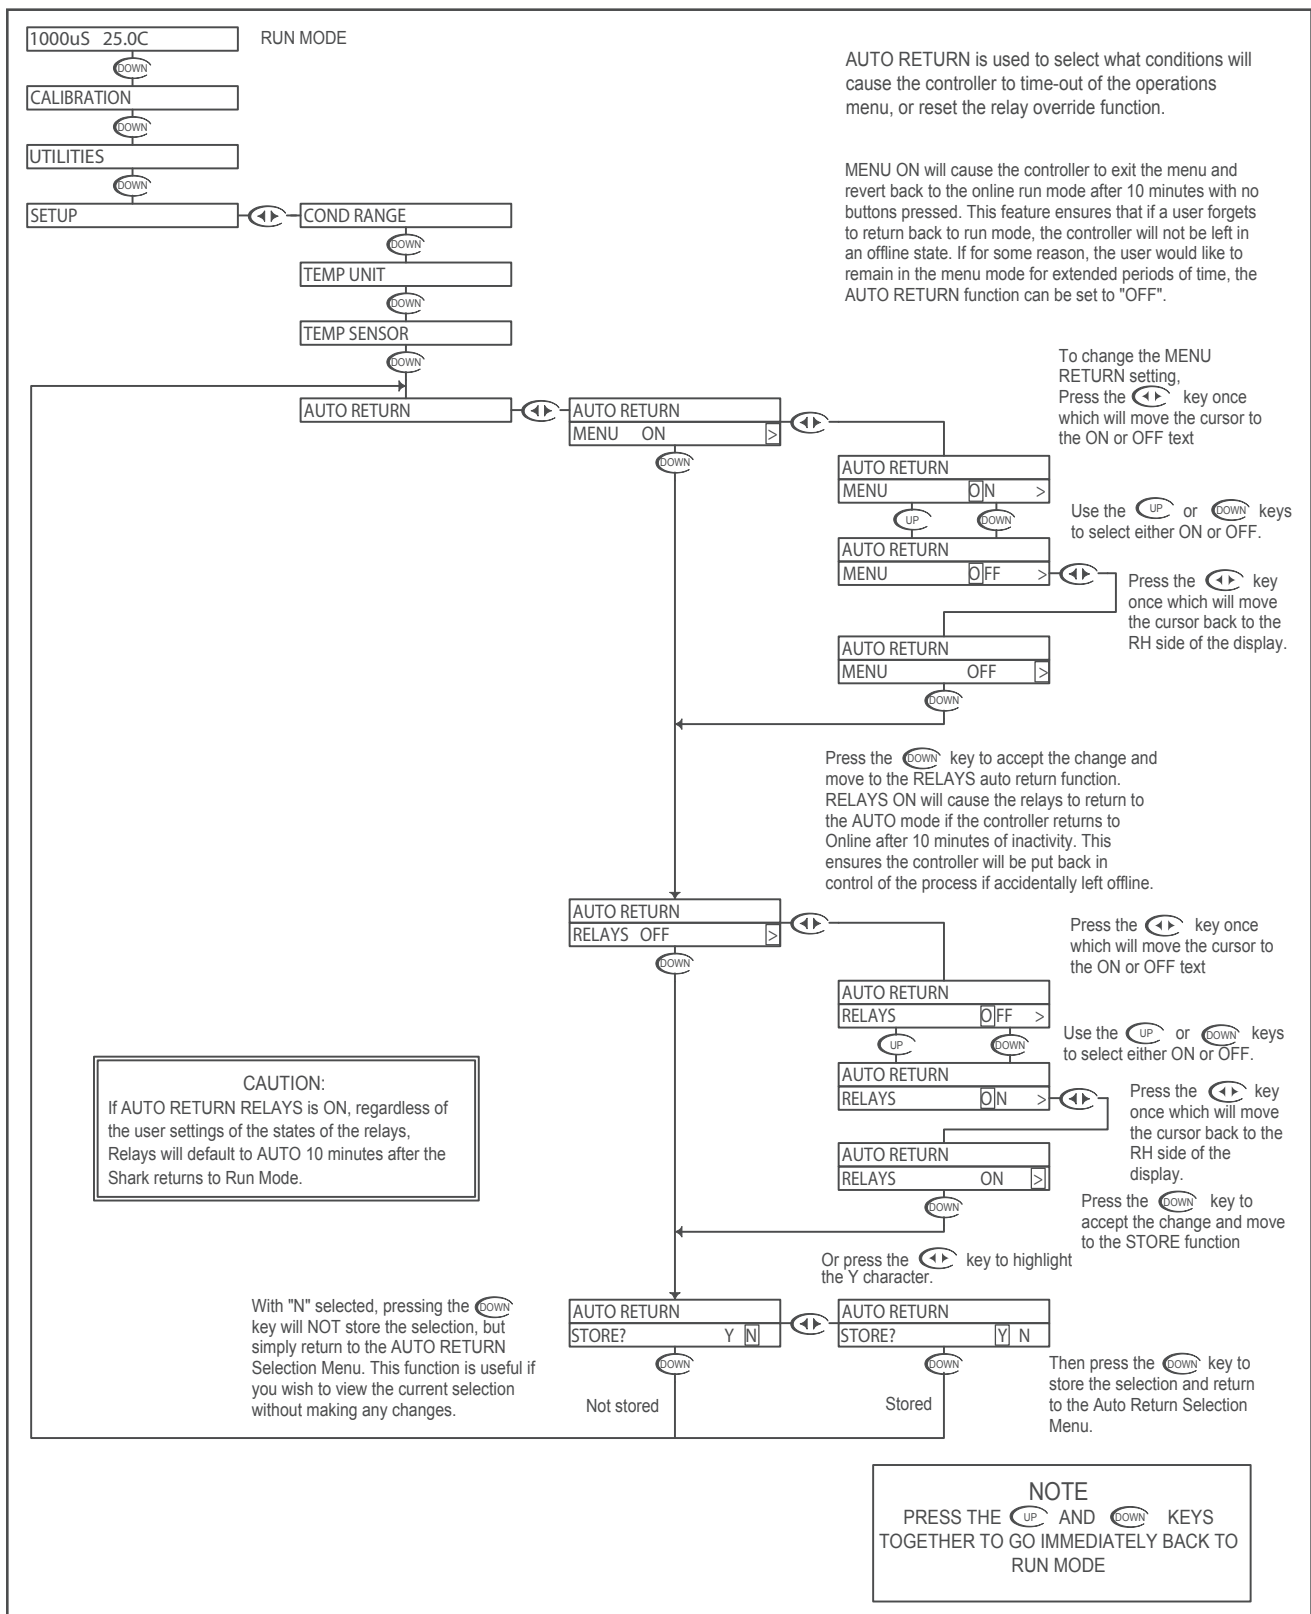 1000uS 25.0C
RUN MODE
DOWN
CALIBRATION
DOWN
UTILITIES
DOWN
SETUP
COND RANGE
DOWN
TEMP UNIT
DOWN
TEMP SENSOR
DOWN
AUTO RETURN
AUTO RETURN is used to select what conditions will
cause the controller to time-out of the operations
menu, or reset the relay override function.
MENU ON will cause the controller to exit the menu and
revert back to the online run mode after 10 minutes with no
buttons pressed. This feature ensures that if a user forgets
to return back to run mode, the controller will not be left in
an offline state. If for some reason, the user would like to
remain in the menu mode for extended periods of time, the
AUTO RETURN function can be set to "OFF".
AUTO RETURN
MENU ON >
DOWN
To change the MENU
RETURN setting,
Press the key once
which will move the cursor to
the ON or OFF text
AUTO RETURN
MENU ON >
UP DOWN
Use the UP or DOWN keys
to select either ON or OFF.
AUTO RETURN
MENU OFF >
Press the key
once which will move
the cursor back to the
RH side of the display.
AUTO RETURN
MENU OFF >
DOWN
Press the DOWN key to accept the change and
move to the RELAYS auto return function.
RELAYS ON will cause the relays to return to
the AUTO mode if the controller returns to
Online after 10 minutes of inactivity. This
ensures the controller will be put back in
control of the process if accidentally left offline.
AUTO RETURN
RELAYS OFF >
DOWN
Press the key once
which will move the cursor to
the ON or OFF text
AUTO RETURN
RELAYS OFF >
UP DOWN
Use the UP or DOWN keys
to select either ON or OFF.
AUTO RETURN
RELAYS ON >
Press the key
once which will move
the cursor back to the
RH side of the
display.
AUTO RETURN
RELAYS ON >
DOWN
Press the DOWN key to
accept the change and move
to the STORE function
CAUTION:
If AUTO RETURN RELAYS is ON, regardless of
the user settings of the states of the relays,
Relays will default to AUTO 10 minutes after the
Shark returns to Run Mode.
Or press the key to highlight
the Y character.
With "N" selected, pressing the DOWN
key will NOT store the selection, but
simply return to the AUTO RETURN
Selection Menu. This function is useful if
you wish to view the current selection
without making any changes.
AUTO RETURN
STORE? Y N
DOWN
Not stored
AUTO RETURN
STORE? Y N
DOWN
Stored
Then press the DOWN key to
store the selection and return
to the Auto Return Selection
Menu.
NOTE
PRESS THE UP AND DOWN KEYS
TOGETHER TO GO IMMEDIATELY BACK TO
RUN MODE